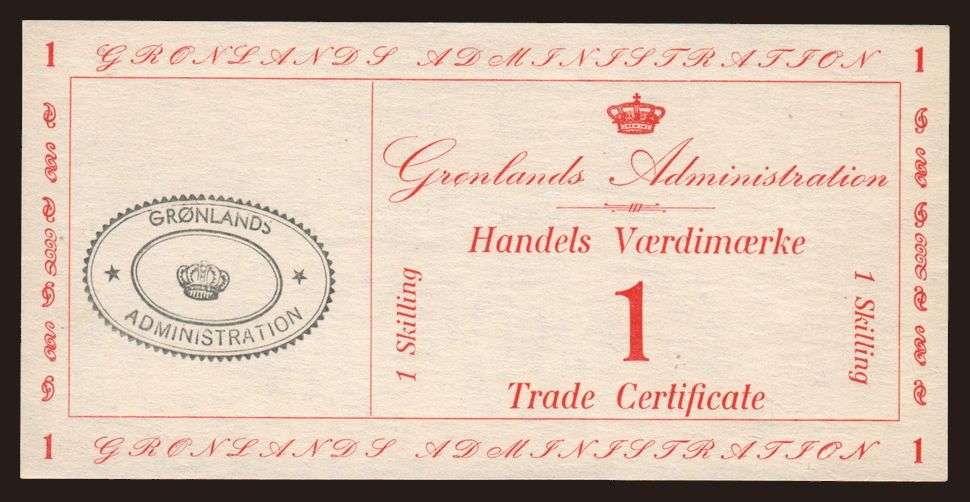 1 GRØNLANDS ADMINISTRATION 1
Grønlands Administration
Handels Værdimærke
1 Skilling
1
1 Skilling
Trade Certificate
GRØNLANDS
ADMINISTRATION
1 GRØNLANDS ADMINISTRATION 1